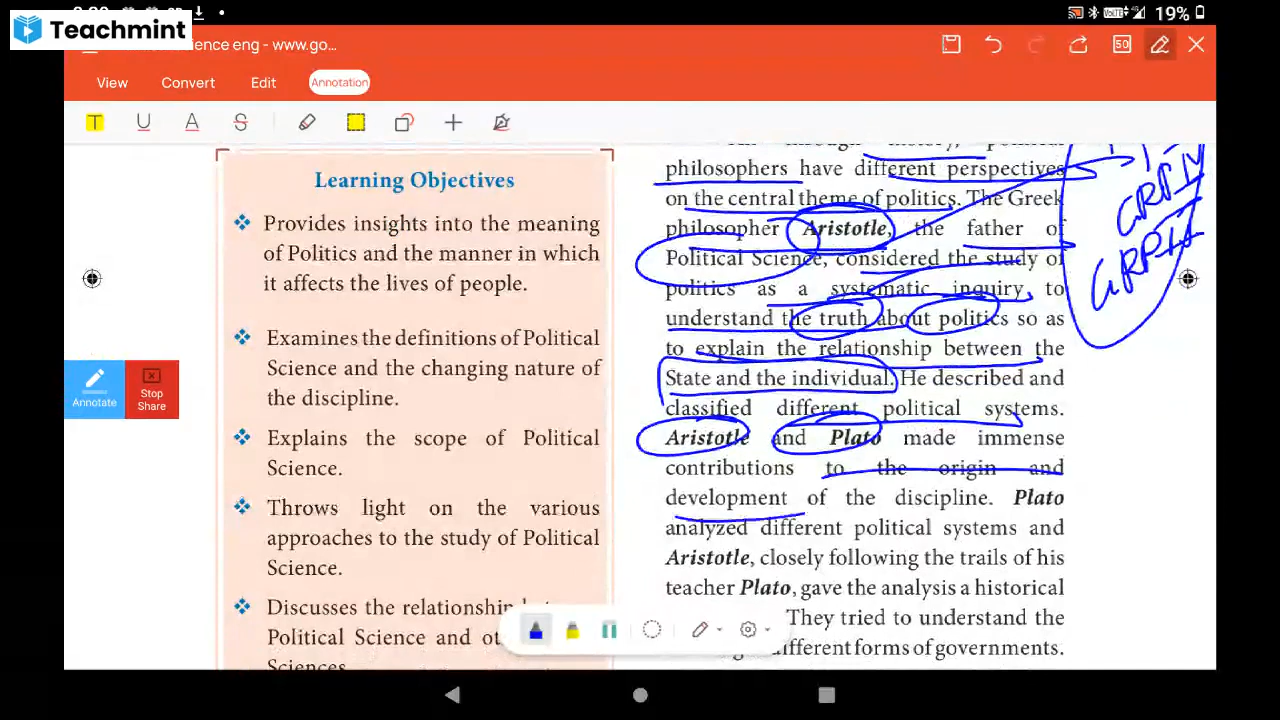 Teachmint
ience eng - www.go...
19%
50
View Convert Edit Annotation
Learning Objectives
Provides insights into the meaning
of Politics and the manner in which
it affects the lives of people.
Examines the definitions of Political
Science and the changing nature of
the discipline.
Explains the scope of Political
Science.
Throws light on the various
approaches to the study of Political
Science.
Discusses the relationship
Political Science and
Sciences
history, political
philosophers have different perspectives
on the central theme of politics. The Greek
philosopher Aristotle, the father of
Political Science, considered the study of
politics as a systematic inquiry to
understand the truth about politics so as
to explain the relationship between the
State and the individual. He described and
classified different political systems.
Aristotle and Plato made immense
contributions to the origin and
development of the discipline. Plato
analyzed different political systems and
Aristotle, closely following the trails of his
teacher Plato, gave the analysis a historical
They tried to understand the
different forms of governments.
Annotate
Stop
Share